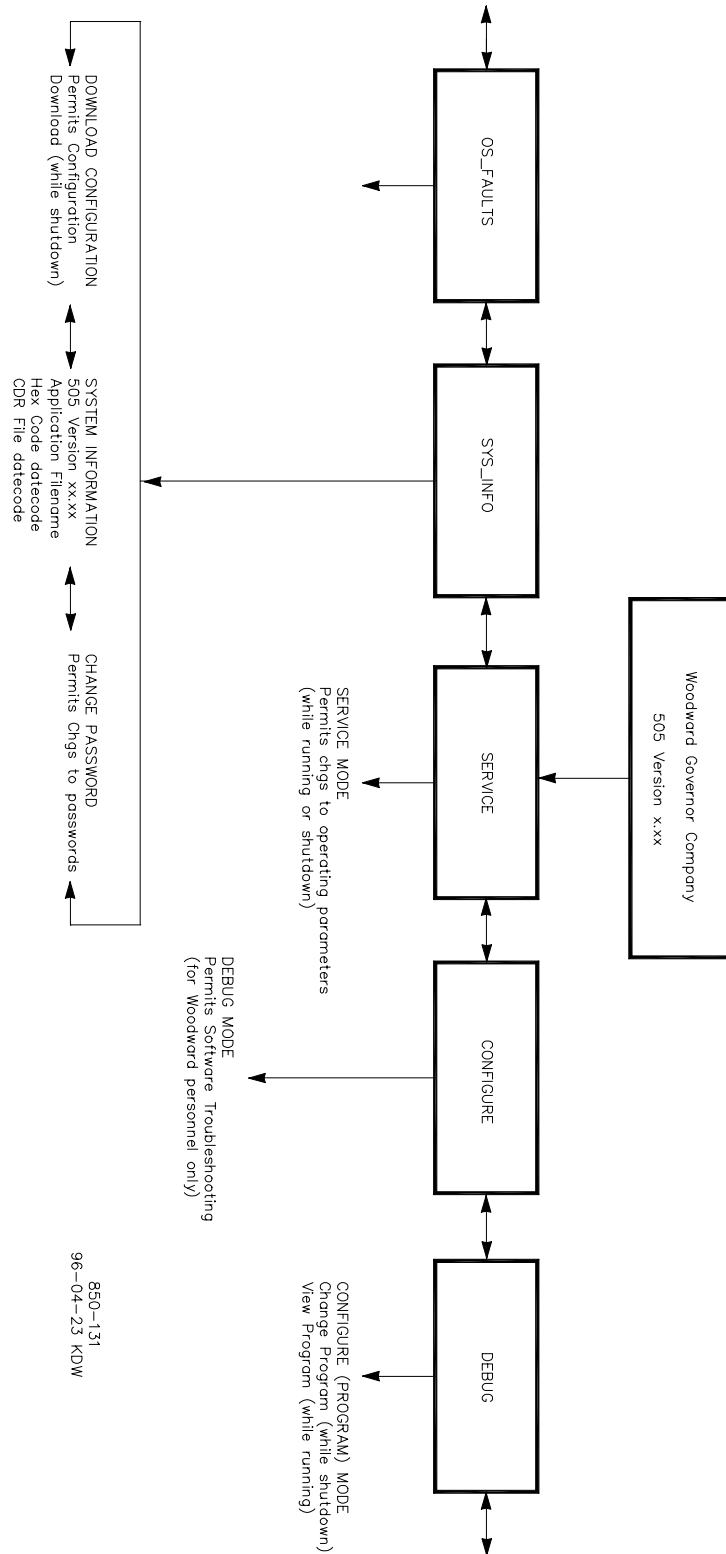 Woodward Governor Company
505 Version x.xx
OS_FAULTS
SYS_INFO
SERVICE
CONFIGURE
DEBUG
SERVICE MODE
Permits chgs to operating parameters
(while running or shutdown)
CONFIGURE (PROGRAM) MODE
Change Program (while shutdown)
View Program (while running)
DEBUG MODE
Permits Software Troubleshooting
(for Woodward personnel only)
DOWNLOAD CONFIGURATION
Permits Configuration
Download (while shutdown)
SYSTEM INFORMATION
505 Version xx.xx
Application Filename
Hex Code datecode
CDR File datecode
CHANGE PASSWORD
Permits Chgs to passwords
850-131
96-04-23 KDW